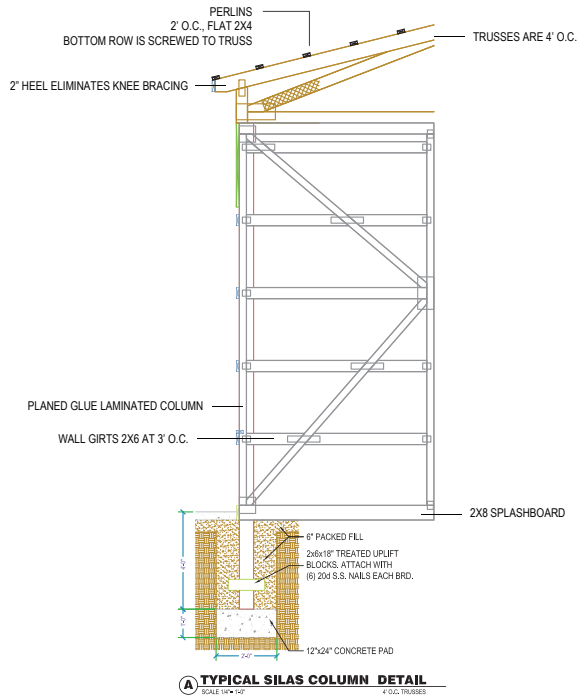 PERLINS
2' O.C., FLAT 2X4
BOTTOM ROW IS SCREWED TO TRUSS
TRUSSES ARE 4' O.C.
2" HEEL ELIMINATES KNEE BRACING
PLANED GLUE LAMINATED COLUMN
WALL GIRTS 2X6 AT 3' O.C.
2X8 SPLASHBOARD
6" PACKED FILL
2x6x18" TREATED UPLIFT
BLOCKS. ATTACH WITH
(6) 20d S.S. NAILS EACH BRD.
12"x24" CONCRETE PAD
2'-0"
A TYPICAL SILAS COLUMN DETAIL
SCALE 1/4"= 1'-0"
4' O.C. TRUSSES